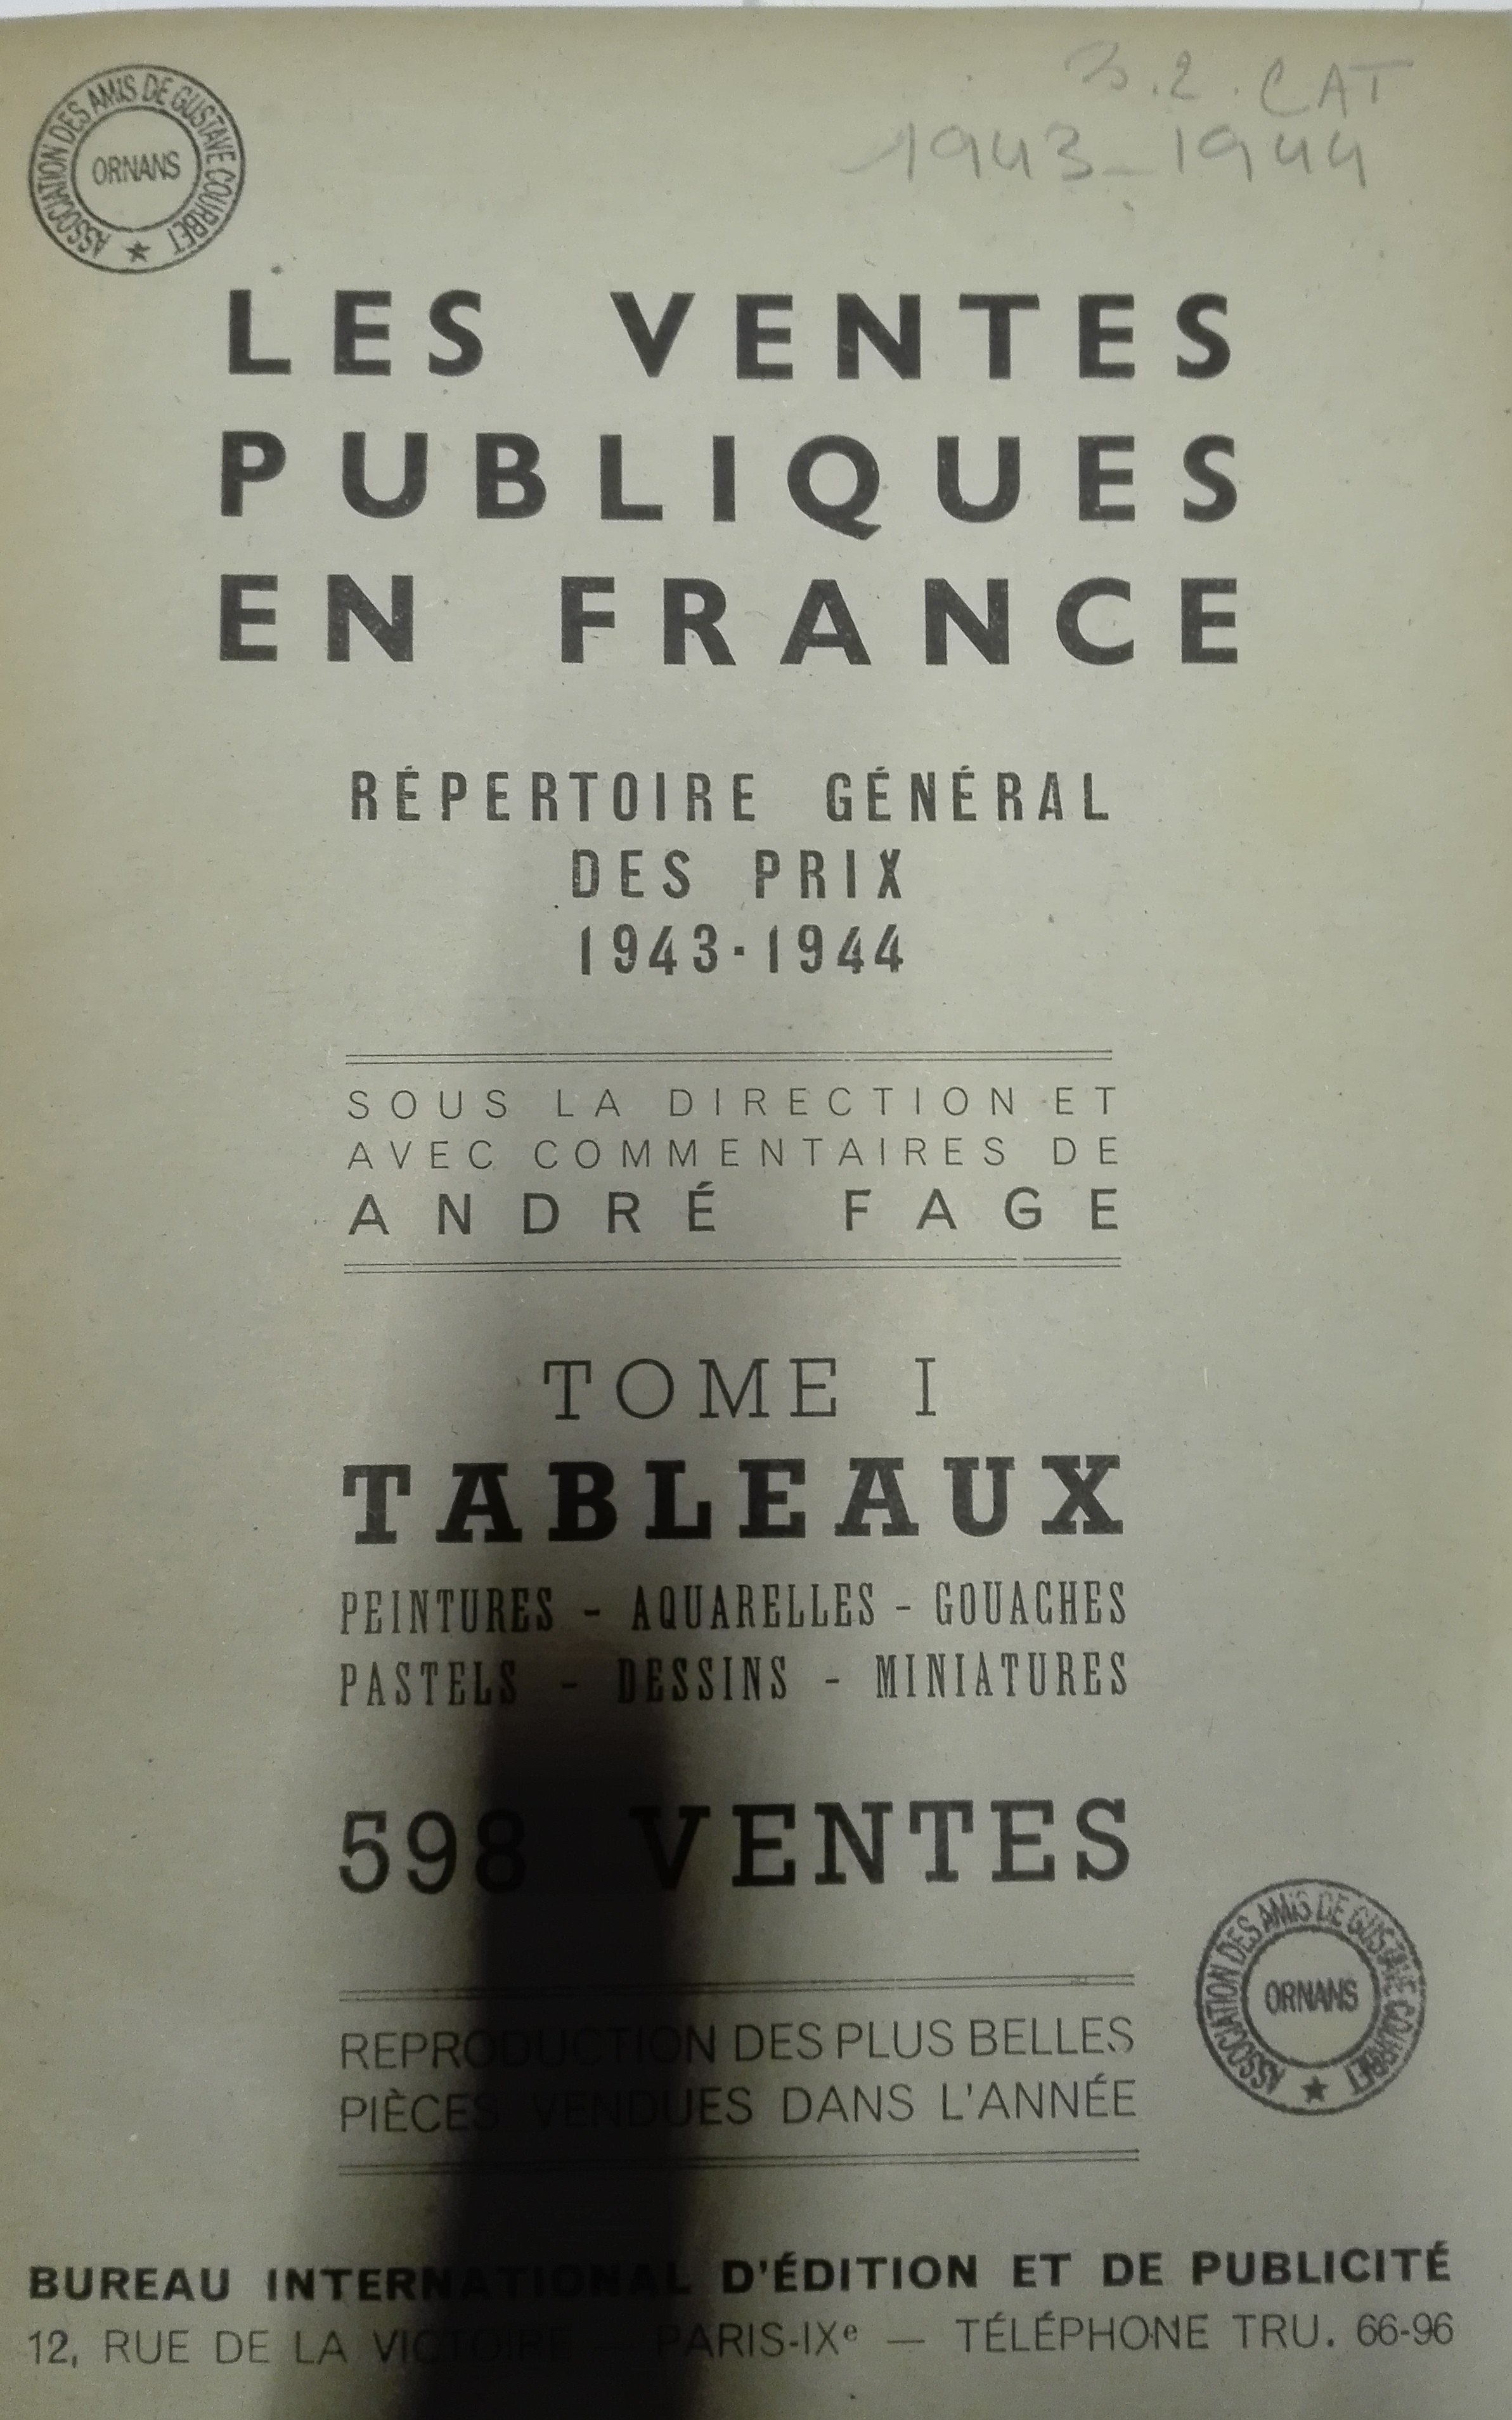 3.2. CAT
1943-1944
ASSOCIATION DES AMIS DE GUSTAVE COURBET
ORNANS
LES VENTES
PUBLIQUES
EN FRANCE
RÉPERTOIRE GÉNÉRAL
DES PRIX
1943-1944
SOUS LA DIRECTION ET
AVEC COMMENTAIRES DE
ANDRÉ FAGE
TOME I
TABLEAUX
PEINTURES - AQUARELLES - GOUACHES
PASTELS - DESSINS - MINIATURES
598 VENTES
ASSOCIATION DES AMIS DE GUSTAVE COURBET
ORNANS
REPRODUCTION DES PLUS BELLES
PIÈCES VENDUES DANS L'ANNÉE
BUREAU INTERNATIONAL D'ÉDITION ET DE PUBLICITÉ
12, RUE DE LA VICTOIRE - PARIS-IXe — TÉLÉPHONE TRU. 66-96